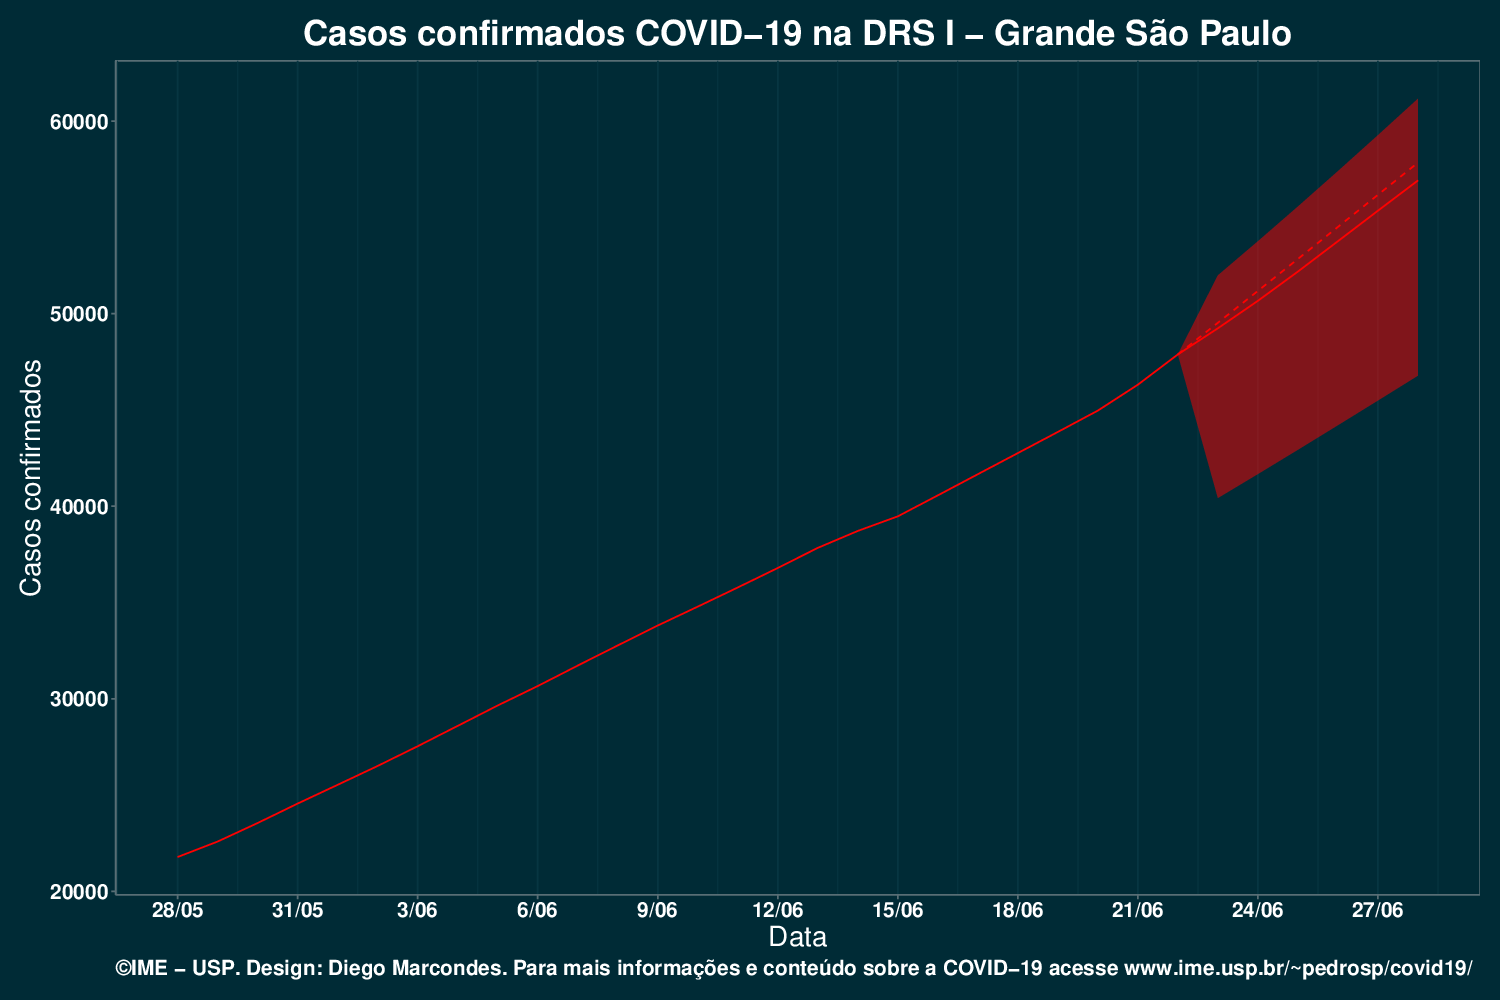 Casos confirmados COVID−19 na DRS I − Grande São Paulo
60000
50000
40000
30000
20000
Casos confirmados
28/05 31/05 3/06 6/06 9/06 12/06 15/06 18/06 21/06 24/06 27/06
Data
©IME − USP. Design: Diego Marcondes. Para mais informações e conteúdo sobre a COVID−19 acesse www.ime.usp.br/~pedrosp/covid19/